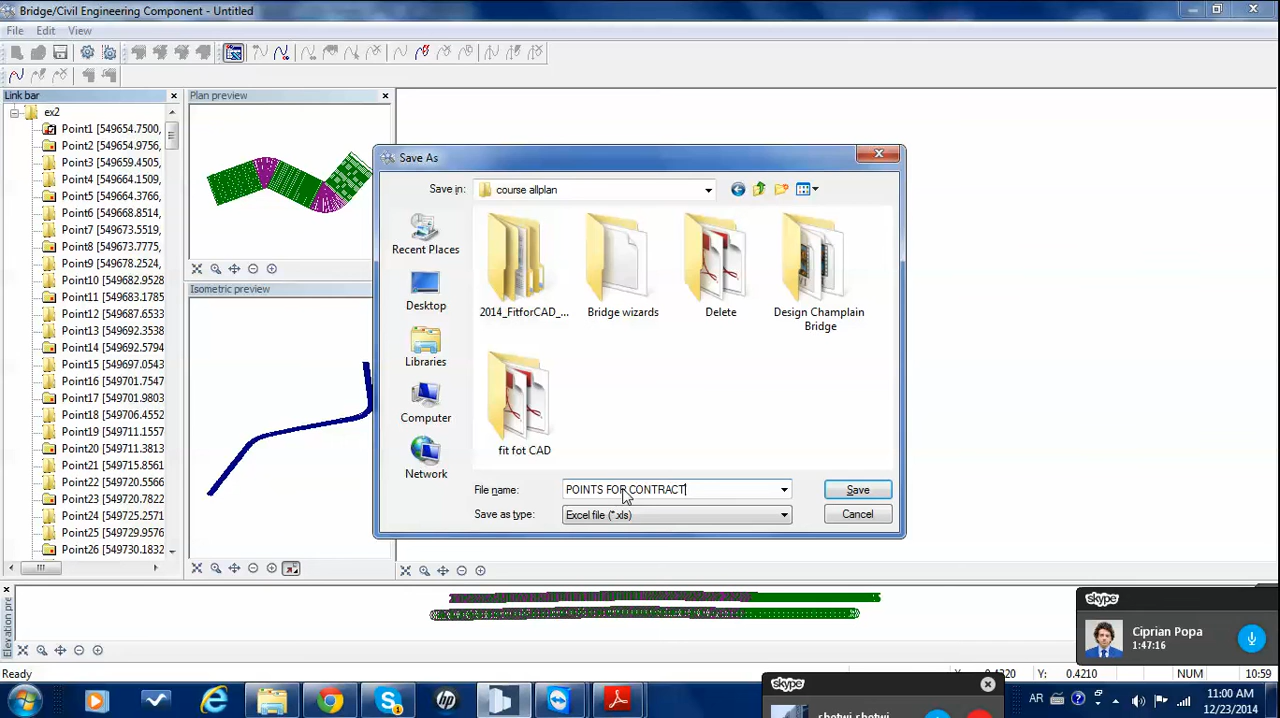 Bridge/Civil Engineering Component - Untitled
File Edit View
Link bar
ex2
Point1 [549654.7500,
Point2 [549654.9756,
Point3 [549659.4505,
Point4 [549664.1509,
Point5 [549664.3766,
Point6 [549668.8514,
Point7 [549673.5519,
Point8 [549673.7775,
Point9 [549678.2524,
Point10 [549682.9528
Point11 [549683.1785
Point12 [549687.6533
Point13 [549692.3538
Point14 [549692.5794
Point15 [549697.0543
Point16 [549701.7547
Point17 [549701.9803
Point18 [549706.4552
Point19 [549711.1557
Point20 [549711.3813
Point21 [549715.8561
Point22 [549720.5566
Point23 [549720.7822
Point24 [549725.2571
Point25 [549729.9576
Point26 [549730.1832
Plan preview
Isometric preview
Save As
Save in: course allplan
Recent Places
Desktop
Libraries
Computer
Network
2014_FitforCAD_...
Bridge wizards
Delete
Design Champlain
Bridge
fit fot CAD
File name: POINTS FOR CONTRACT
Save as type: Excel file (*.xls)
Save
Cancel
Elevation pre
skype
Ciprian Popa
1:47:16
Ready
Y: 0.4210 NUM 10:59
skype
AR
11:00 AM
12/23/2014